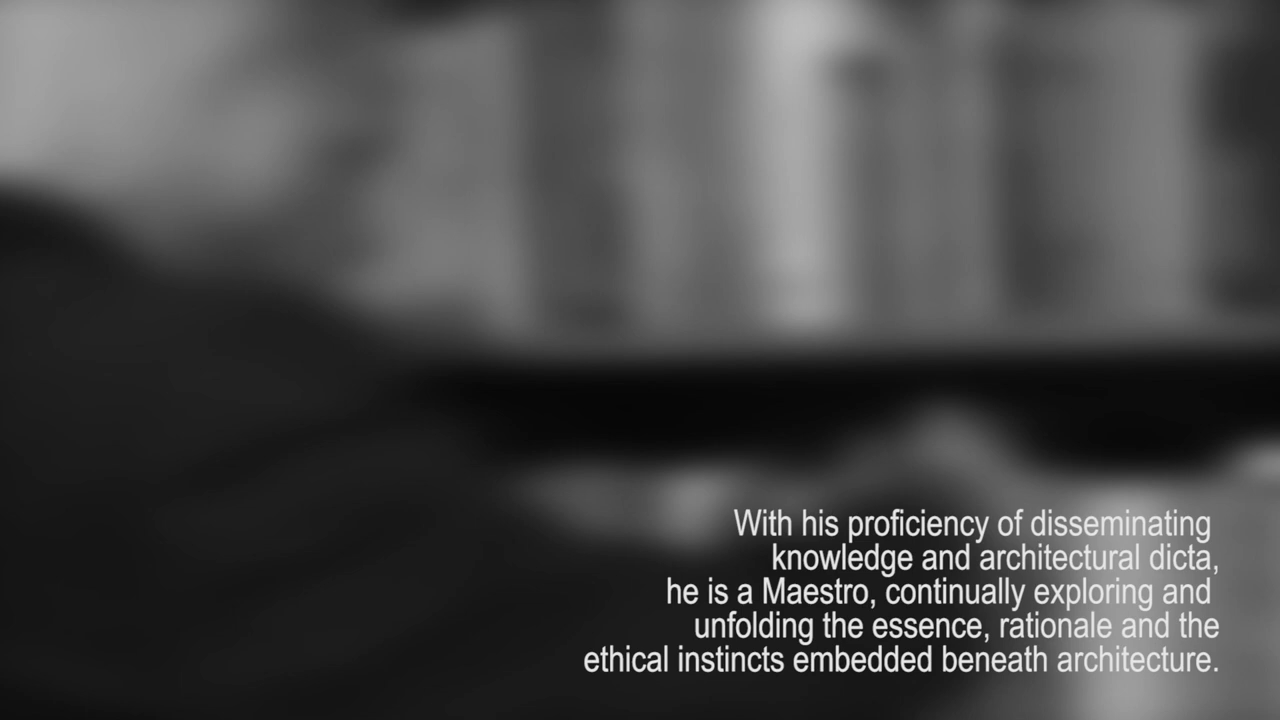 With his proficiency of disseminating
knowledge and architectural dicta,
he is a Maestro, continually exploring and
unfolding the essence, rationale and the
ethical instincts embedded beneath architecture.